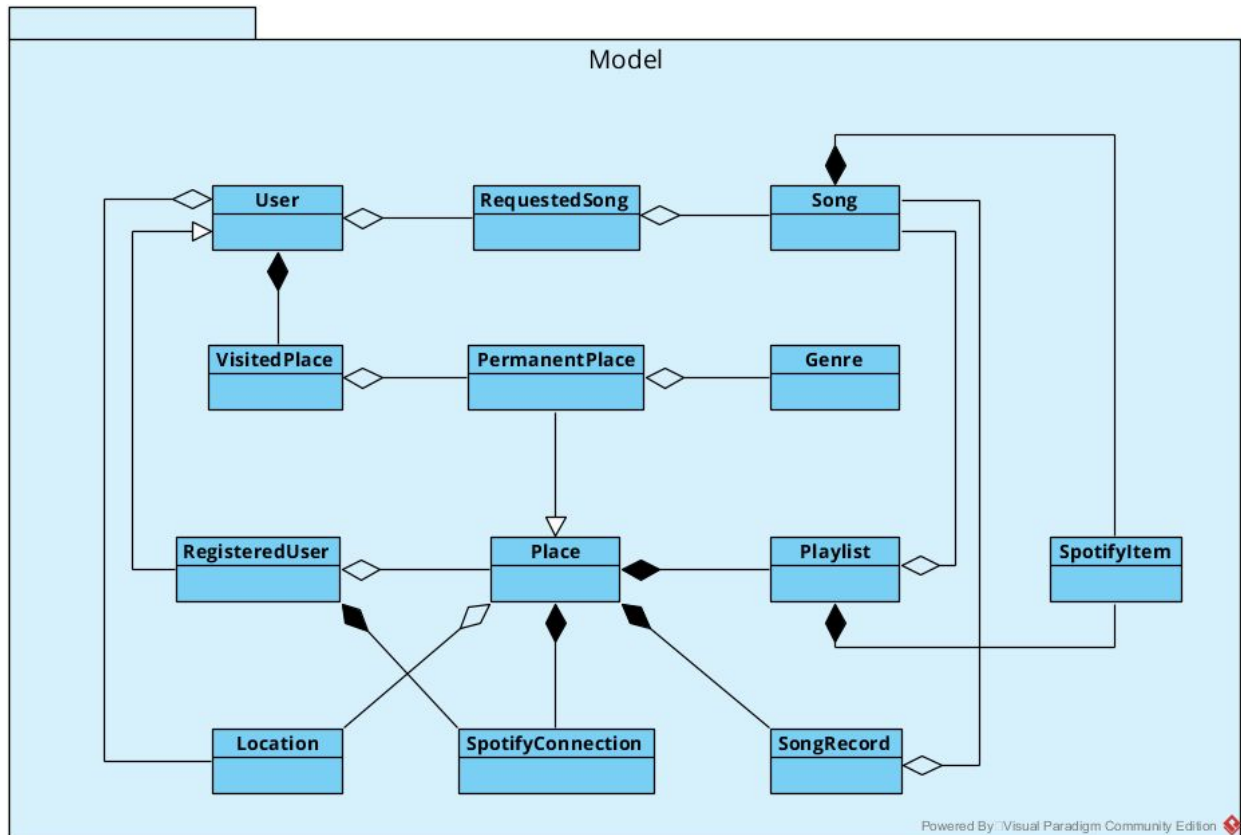 Model
User
RequestedSong
Song
VisitedPlace
PermanentPlace
Genre
RegisteredUser
Place
Playlist
SpotifyItem
Location
SpotifyConnection
SongRecord
Powered By Visual Paradigm Community Edition